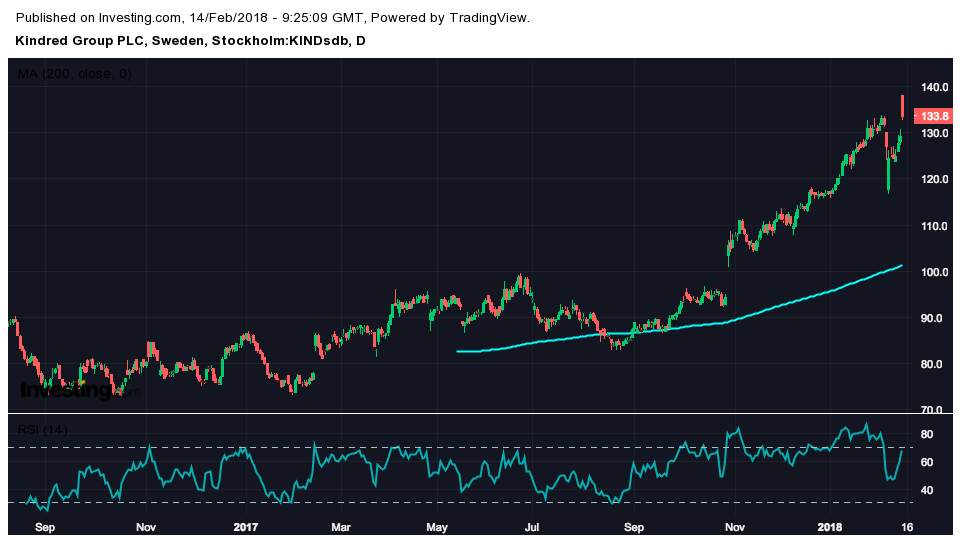 Published on Investing.com, 14/Feb/2018 - 9:25:09 GMT, Powered by TradingView.
Kindred Group PLC, Sweden, Stockholm:KINDsdb, D
MA (200, close, 0)
140.0
133.8
130.0
120.0
110.0
100.0
90.0
80.0
Investing.com
70.0
RSI (14)
80
60
40
Sep Nov 2017 Mar May Jul Sep Nov 2018 16